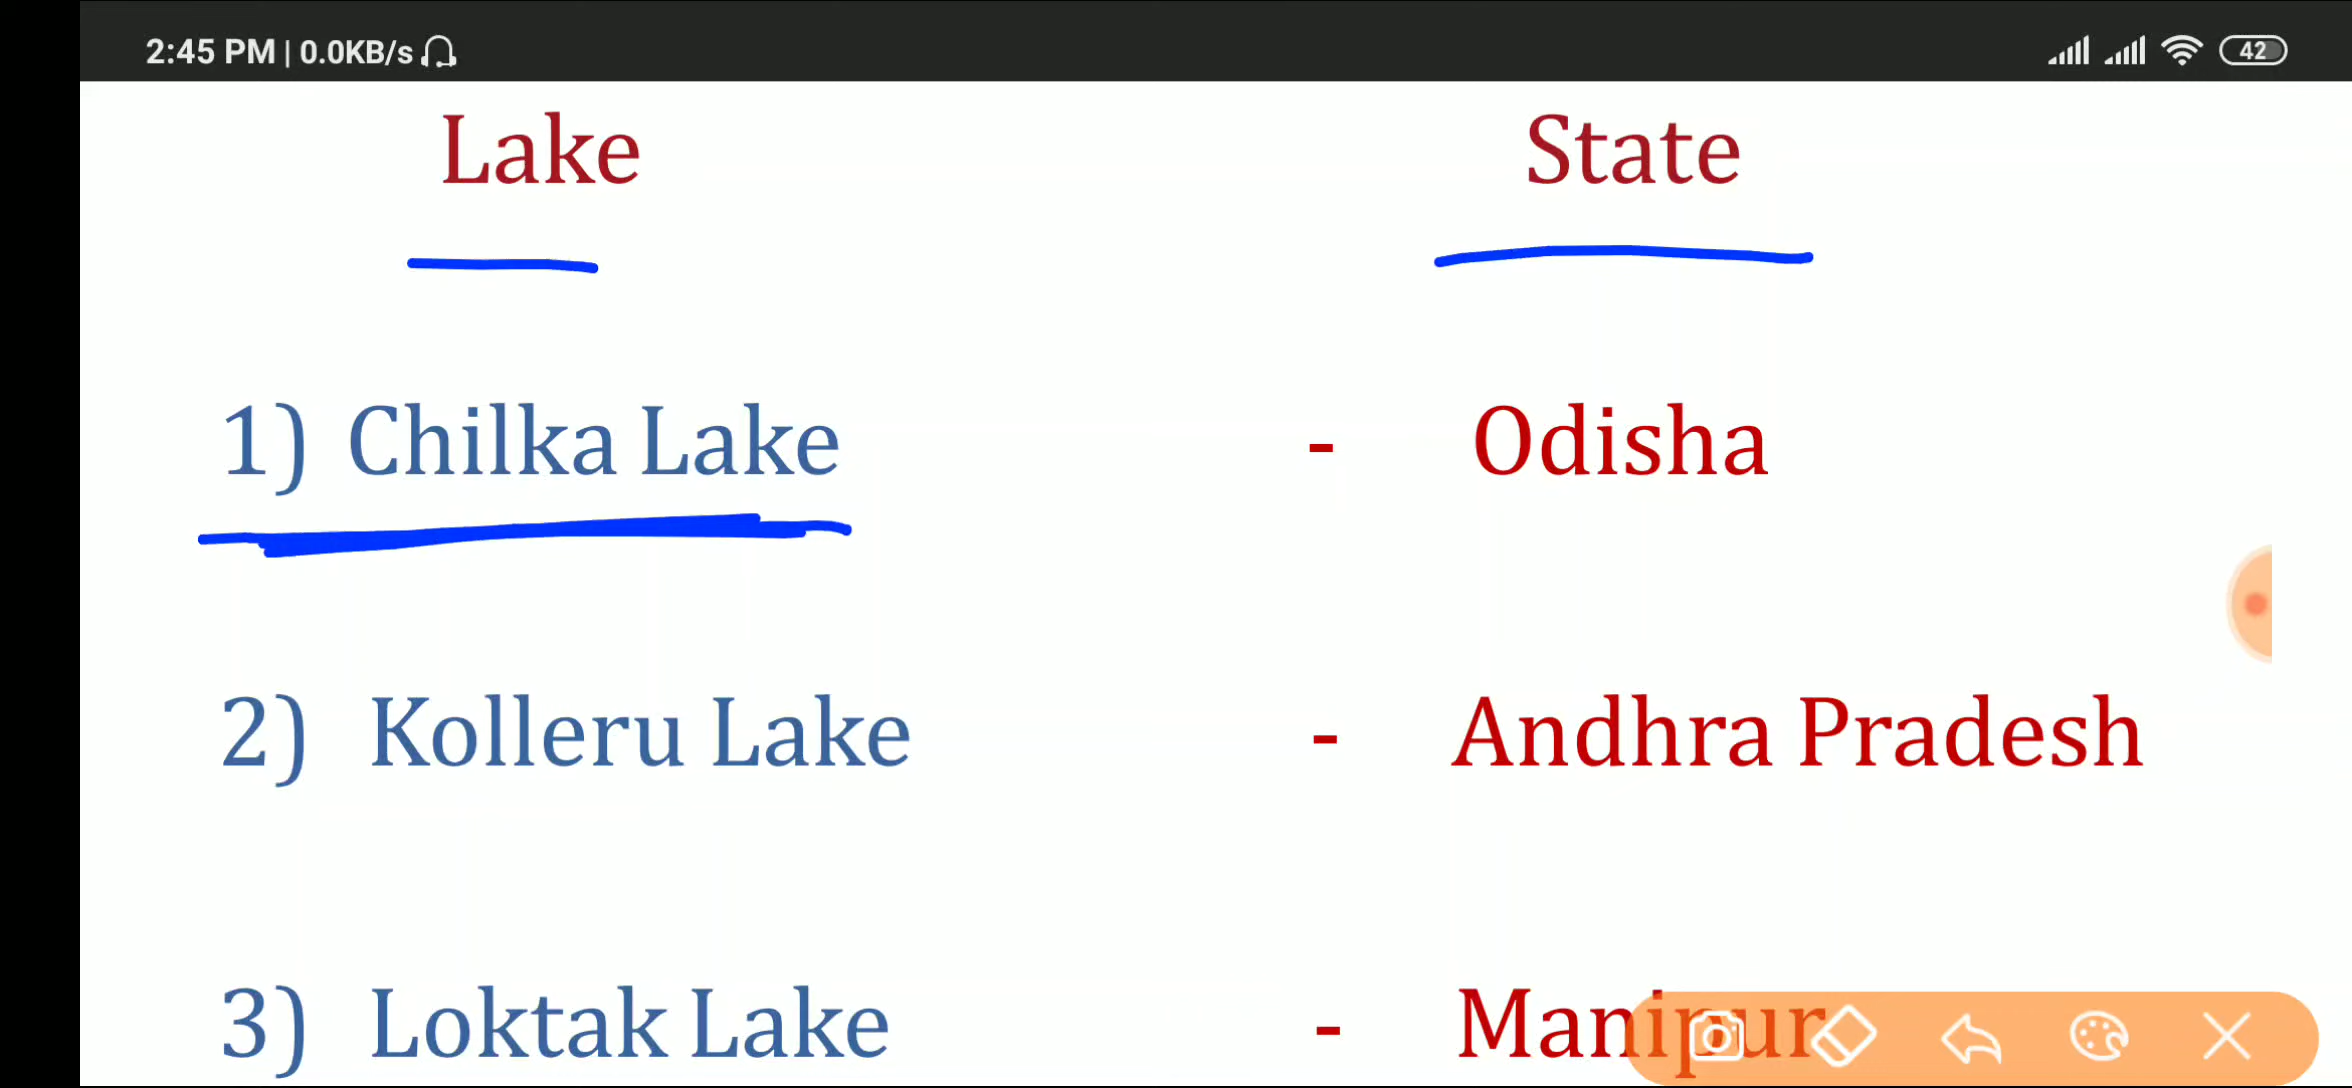 2:45 PM | 0.0KB/s 42
Lake State
1) Chilka Lake - Odisha
2) Kolleru Lake - Andhra Pradesh
3) Loktak Lake - Manipur